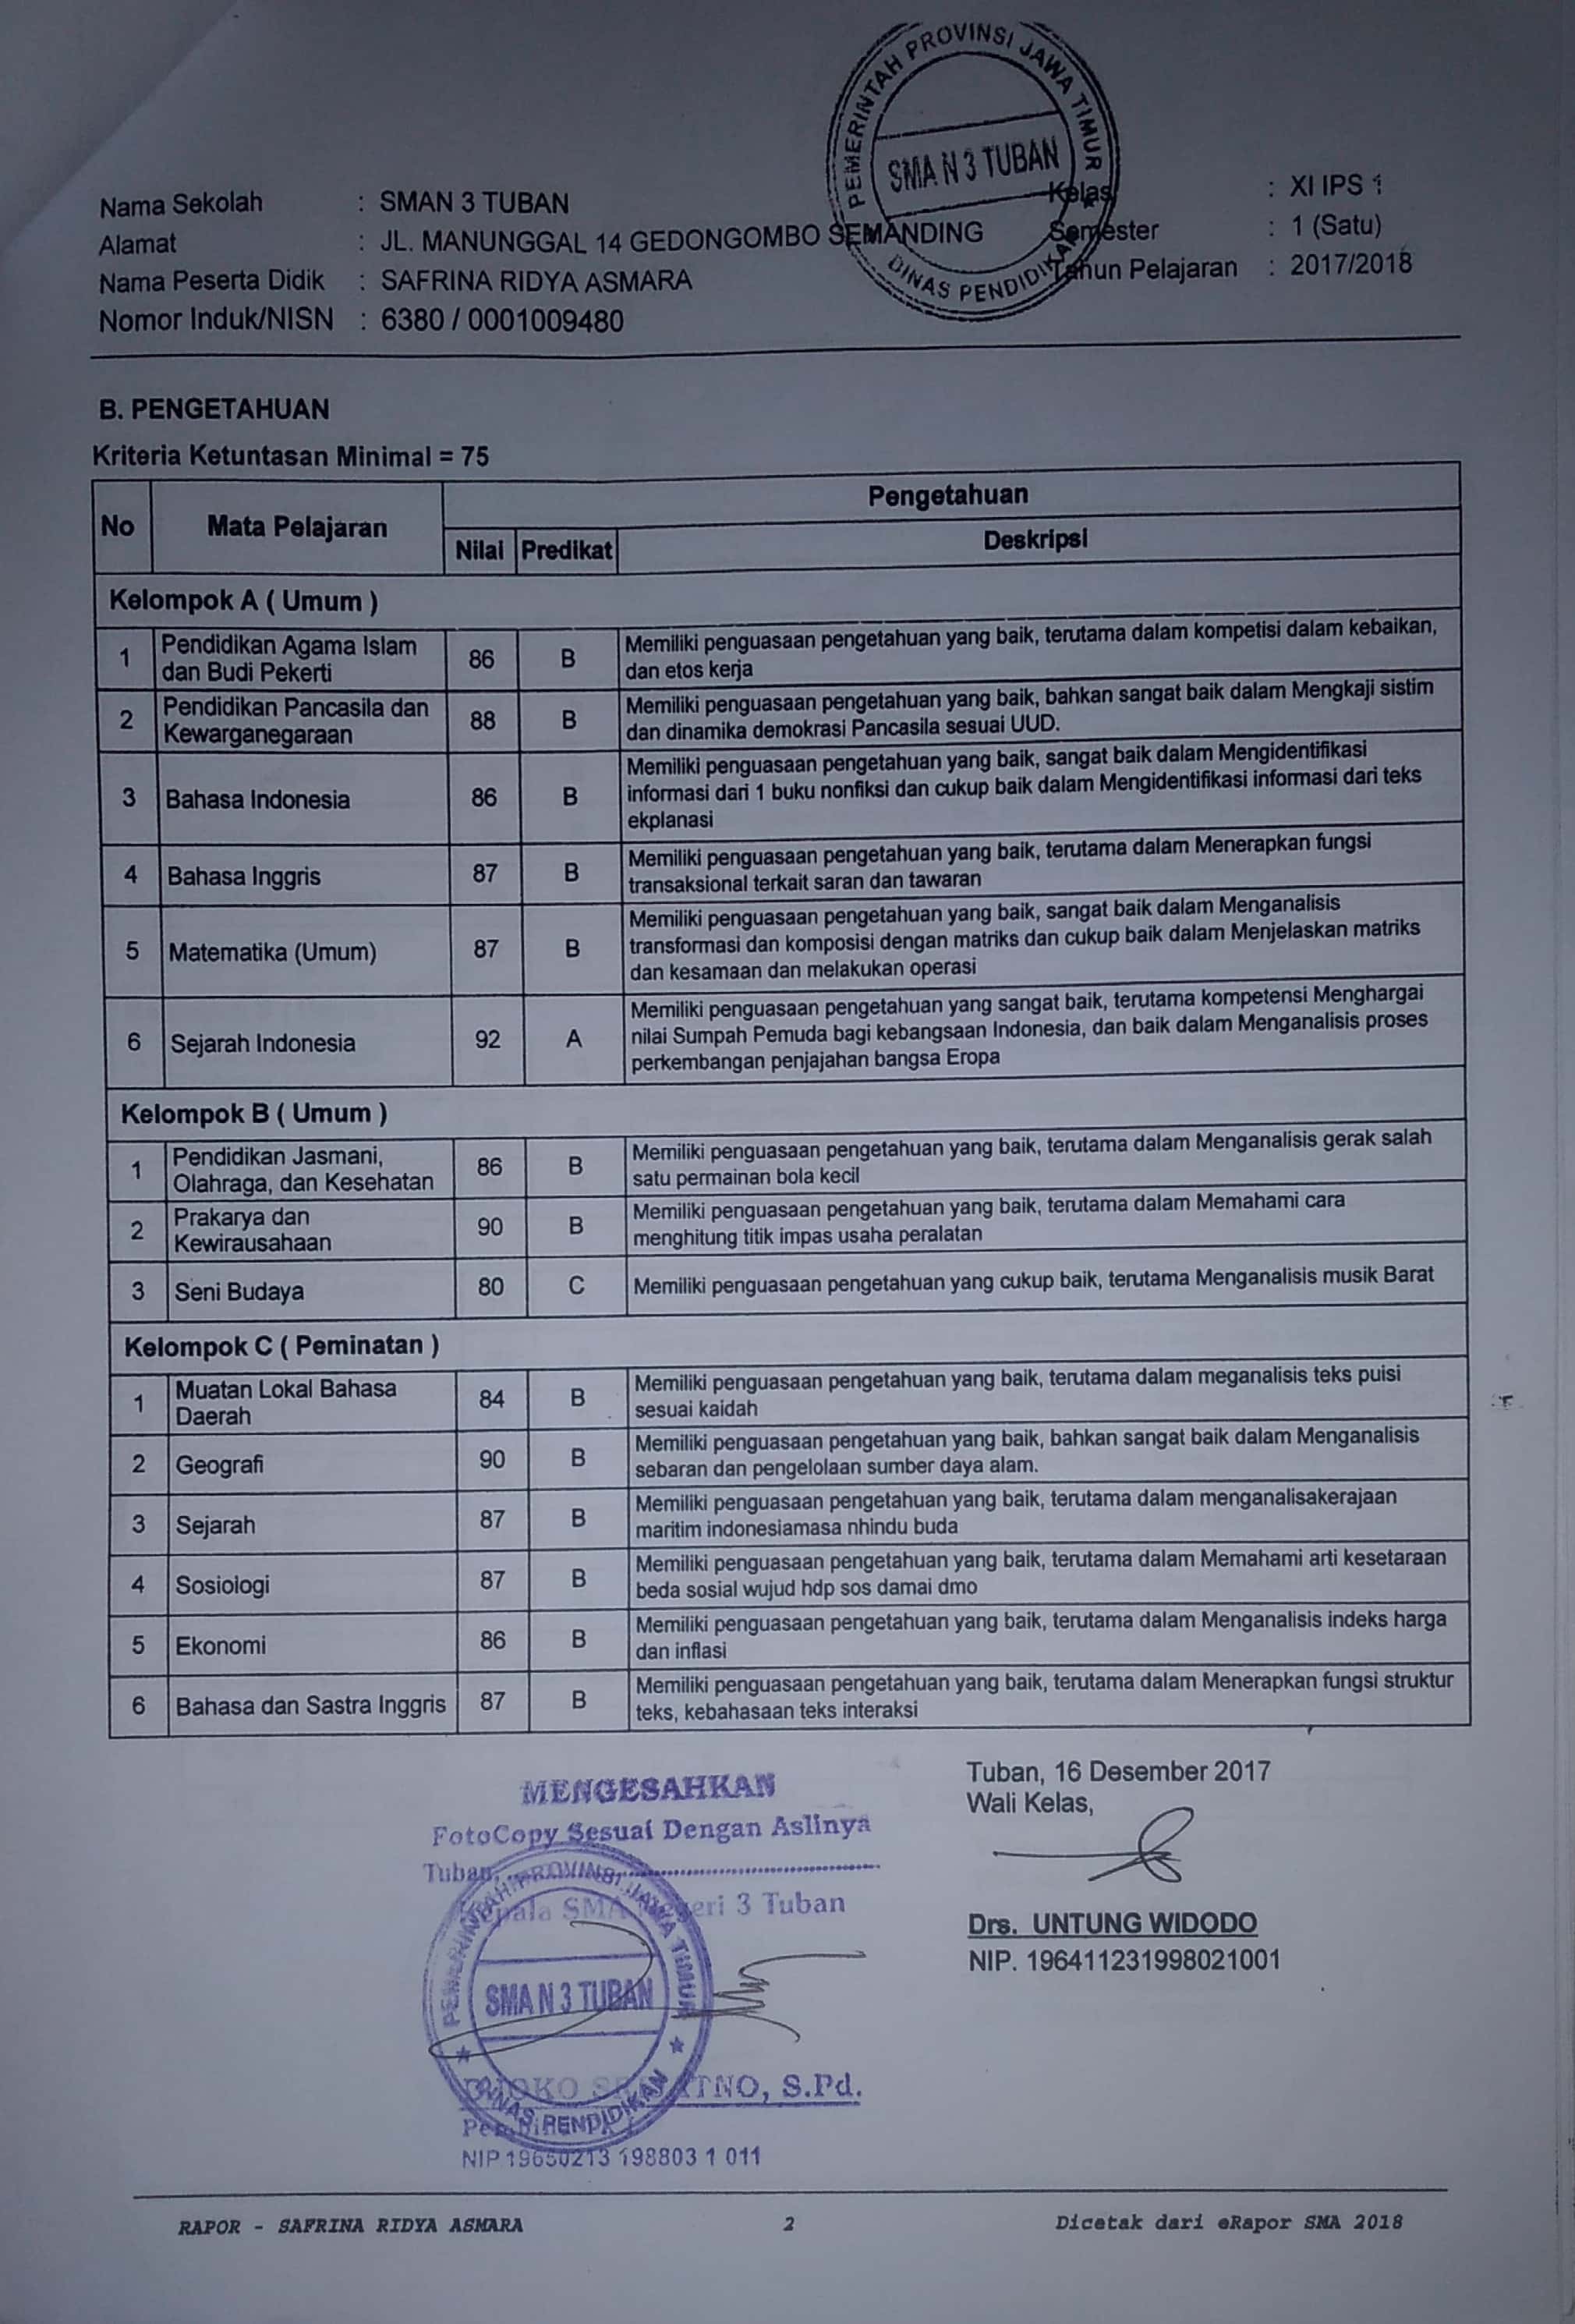 PEMERINTAH PROVINSI JAWA TIMUR
SMA N 3 TUBAN
DINAS PENDIDIKAN
Nama Sekolah : SMAN 3 TUBAN
Kelas : XI IPS 1
Alamat : JL. MANUNGGAL 14 GEDONGOMBO SEMANDING
Semester : 1 (Satu)
Nama Peserta Didik : SAFRINA RIDYA ASMARA
Tahun Pelajaran : 2017/2018
Nomor Induk/NISN : 6380 / 0001009480
B. PENGETAHUAN
Kriteria Ketuntasan Minimal = 75
No Mata Pelajaran Pengetahuan
Nilai Predikat Deskripsi
Kelompok A ( Umum )
1 Pendidikan Agama Islam
dan Budi Pekerti 86 B Memiliki penguasaan pengetahuan yang baik, terutama dalam kompetisi dalam kebaikan,
dan etos kerja
2 Pendidikan Pancasila dan
Kewarganegaraan 88 B Memiliki penguasaan pengetahuan yang baik, bahkan sangat baik dalam Mengkaji sistim
dan dinamika demokrasi Pancasila sesuai UUD.
3 Bahasa Indonesia 86 B Memiliki penguasaan pengetahuan yang baik, sangat baik dalam Mengidentifikasi
informasi dari 1 buku nonfiksi dan cukup baik dalam Mengidentifikasi informasi dari teks
ekplanasi
4 Bahasa Inggris 87 B Memiliki penguasaan pengetahuan yang baik, terutama dalam Menerapkan fungsi
transaksional terkait saran dan tawaran
5 Matematika (Umum) 87 B Memiliki penguasaan pengetahuan yang baik, sangat baik dalam Menganalisis
transformasi dan komposisi dengan matriks dan cukup baik dalam Menjelaskan matriks
dan kesamaan dan melakukan operasi
6 Sejarah Indonesia 92 A Memiliki penguasaan pengetahuan yang sangat baik, terutama kompetensi Menghargai
nilai Sumpah Pemuda bagi kebangsaan Indonesia, dan baik dalam Menganalisis proses
perkembangan penjajahan bangsa Eropa
Kelompok B ( Umum )
1 Pendidikan Jasmani,
Olahraga, dan Kesehatan 86 B Memiliki penguasaan pengetahuan yang baik, terutama dalam Menganalisis gerak salah
satu permainan bola kecil
2 Prakarya dan
Kewirausahaan 90 B Memiliki penguasaan pengetahuan yang baik, terutama dalam Memahami cara
menghitung titik impas usaha peralatan
3 Seni Budaya 80 C Memiliki penguasaan pengetahuan yang cukup baik, terutama Menganalisis musik Barat
Kelompok C ( Peminatan )
1 Muatan Lokal Bahasa
Daerah 84 B Memiliki penguasaan pengetahuan yang baik, terutama dalam meganalisis teks puisi
sesuai kaidah
2 Geografi 90 B Memiliki penguasaan pengetahuan yang baik, bahkan sangat baik dalam Menganalisis
sebaran dan pengelolaan sumber daya alam.
3 Sejarah 87 B Memiliki penguasaan pengetahuan yang baik, terutama dalam menganalisakerajaan
maritim indonesiamasa nhindu buda
4 Sosiologi 87 B Memiliki penguasaan pengetahuan yang baik, terutama dalam Memahami arti kesetaraan
beda sosial wujud hdp sos damai dmo
5 Ekonomi 86 B Memiliki penguasaan pengetahuan yang baik, terutama dalam Menganalisis indeks harga
dan inflasi
6 Bahasa dan Sastra Inggris 87 B Memiliki penguasaan pengetahuan yang baik, terutama dalam Menerapkan fungsi struktur
teks, kebahasaan teks interaksi
Tuban, 16 Desember 2017
Wali Kelas,
Drs. UNTUNG WIDODO
NIP. 196411231998021001
MENGESAHKAN
FotoCopy Sesuai Dengan Aslinya
Tuban,
Kepala SMA Negeri 3 Tuban
PEMERINTAH PROVINSI JAWA TIMUR
SMA N 3 TUBAN
DINAS PENDIDIKAN
S.Pd.
NIP 19650213 198803 1 011
RAPOR - SAFRINA RIDYA ASMARA 2 Dicetak dari eRapor SMA 2018